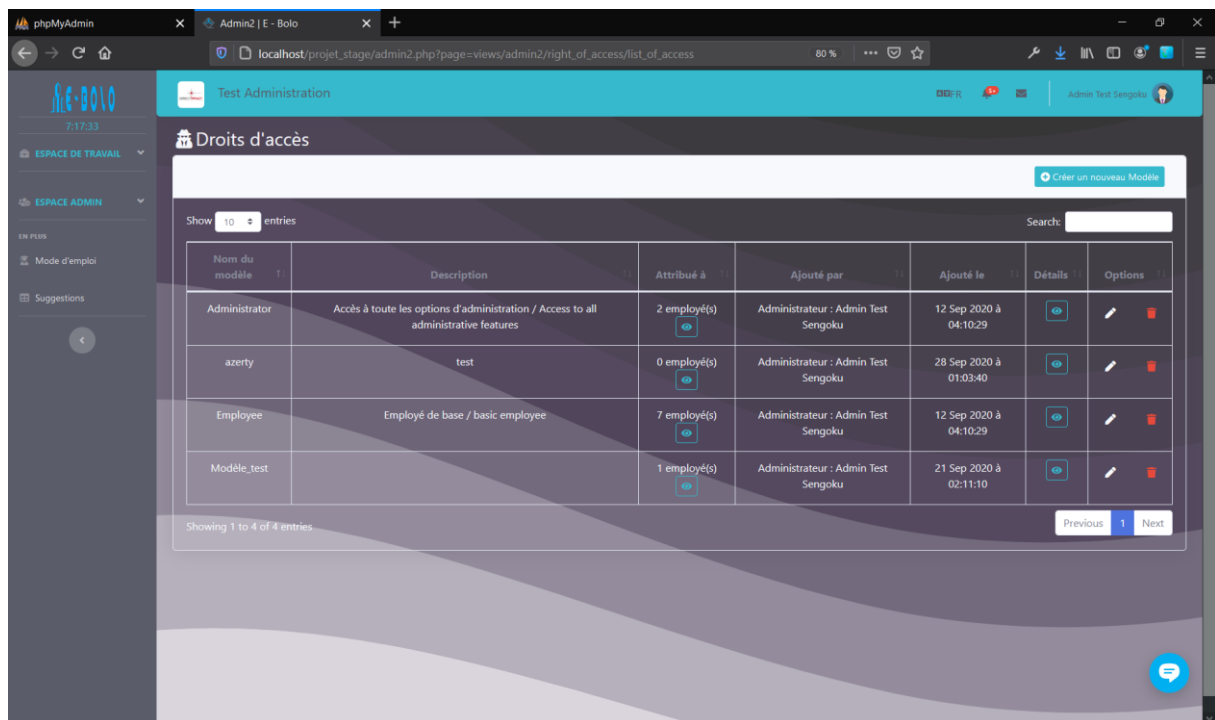 phpMyAdmin
Admin2 | E - Bolo
localhost/projet_stage/admin2.php?page=views/admin2/right_of_access/list_of_access
80 %
E-BOLO
7:17:33
ESPACE DE TRAVAIL
ESPACE ADMIN
EN PLUS
Mode d'emploi
Suggestions
Test Administration
FR
Admin Test Sengoku
Droits d'accès
Créer un nouveau Modèle
Show 10 entries
Search:
Nom du
modèle
Description
Attribué à
Ajouté par
Ajouté le
Détails
Options
Administrator
Accès à toute les options d'administration / Access to all
administrative features
2 employé(s)
Administrateur : Admin Test
Sengoku
12 Sep 2020 à
04:10:29
azerty
test
0 employé(s)
Administrateur : Admin Test
Sengoku
28 Sep 2020 à
01:03:40
Employee
Employé de base / basic employee
7 employé(s)
Administrateur : Admin Test
Sengoku
12 Sep 2020 à
04:10:29
Modèle_test
1 employé(s)
Administrateur : Admin Test
Sengoku
21 Sep 2020 à
02:11:10
Showing 1 to 4 of 4 entries
Previous 1 Next